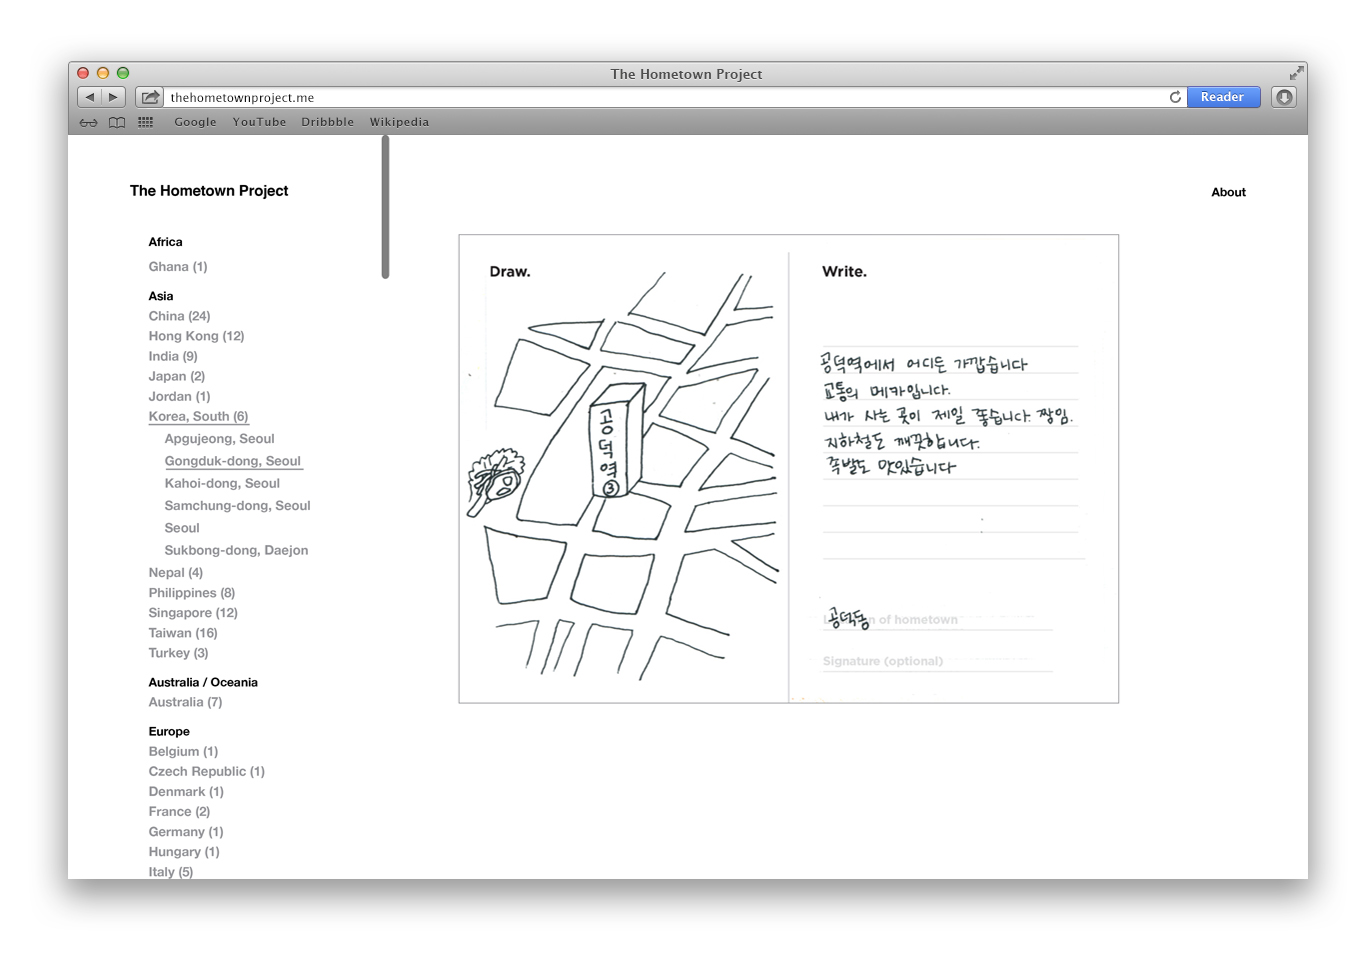 The Hometown Project
thehometownproject.me
Reader
Google YouTube Dribbble Wikipedia
The Hometown Project
About
Africa
Ghana (1)
Asia
China (24)
Hong Kong (12)
India (9)
Japan (2)
Jordan (1)
Korea, South (6)
Apgujeong, Seoul
Gongduk-dong, Seoul
Kahoi-dong, Seoul
Samchung-dong, Seoul
Seoul
Sukbong-dong, Daejon
Nepal (4)
Philippines (8)
Singapore (12)
Taiwan (16)
Turkey (3)
Australia / Oceania
Australia (7)
Europe
Belgium (1)
Czech Republic (1)
Denmark (1)
France (2)
Germany (1)
Hungary (1)
Italy (5)
Draw.
공덕역 ③
Write.
공덕역에서 어디든 가깝습니다
교통의 메카입니다.
내가 사는 곳이 제일 좋습니다. 짱임.
지하철도 깨끗합니다.
족발도 맛있습니다
공덕동
n of hometown
Signature (optional)